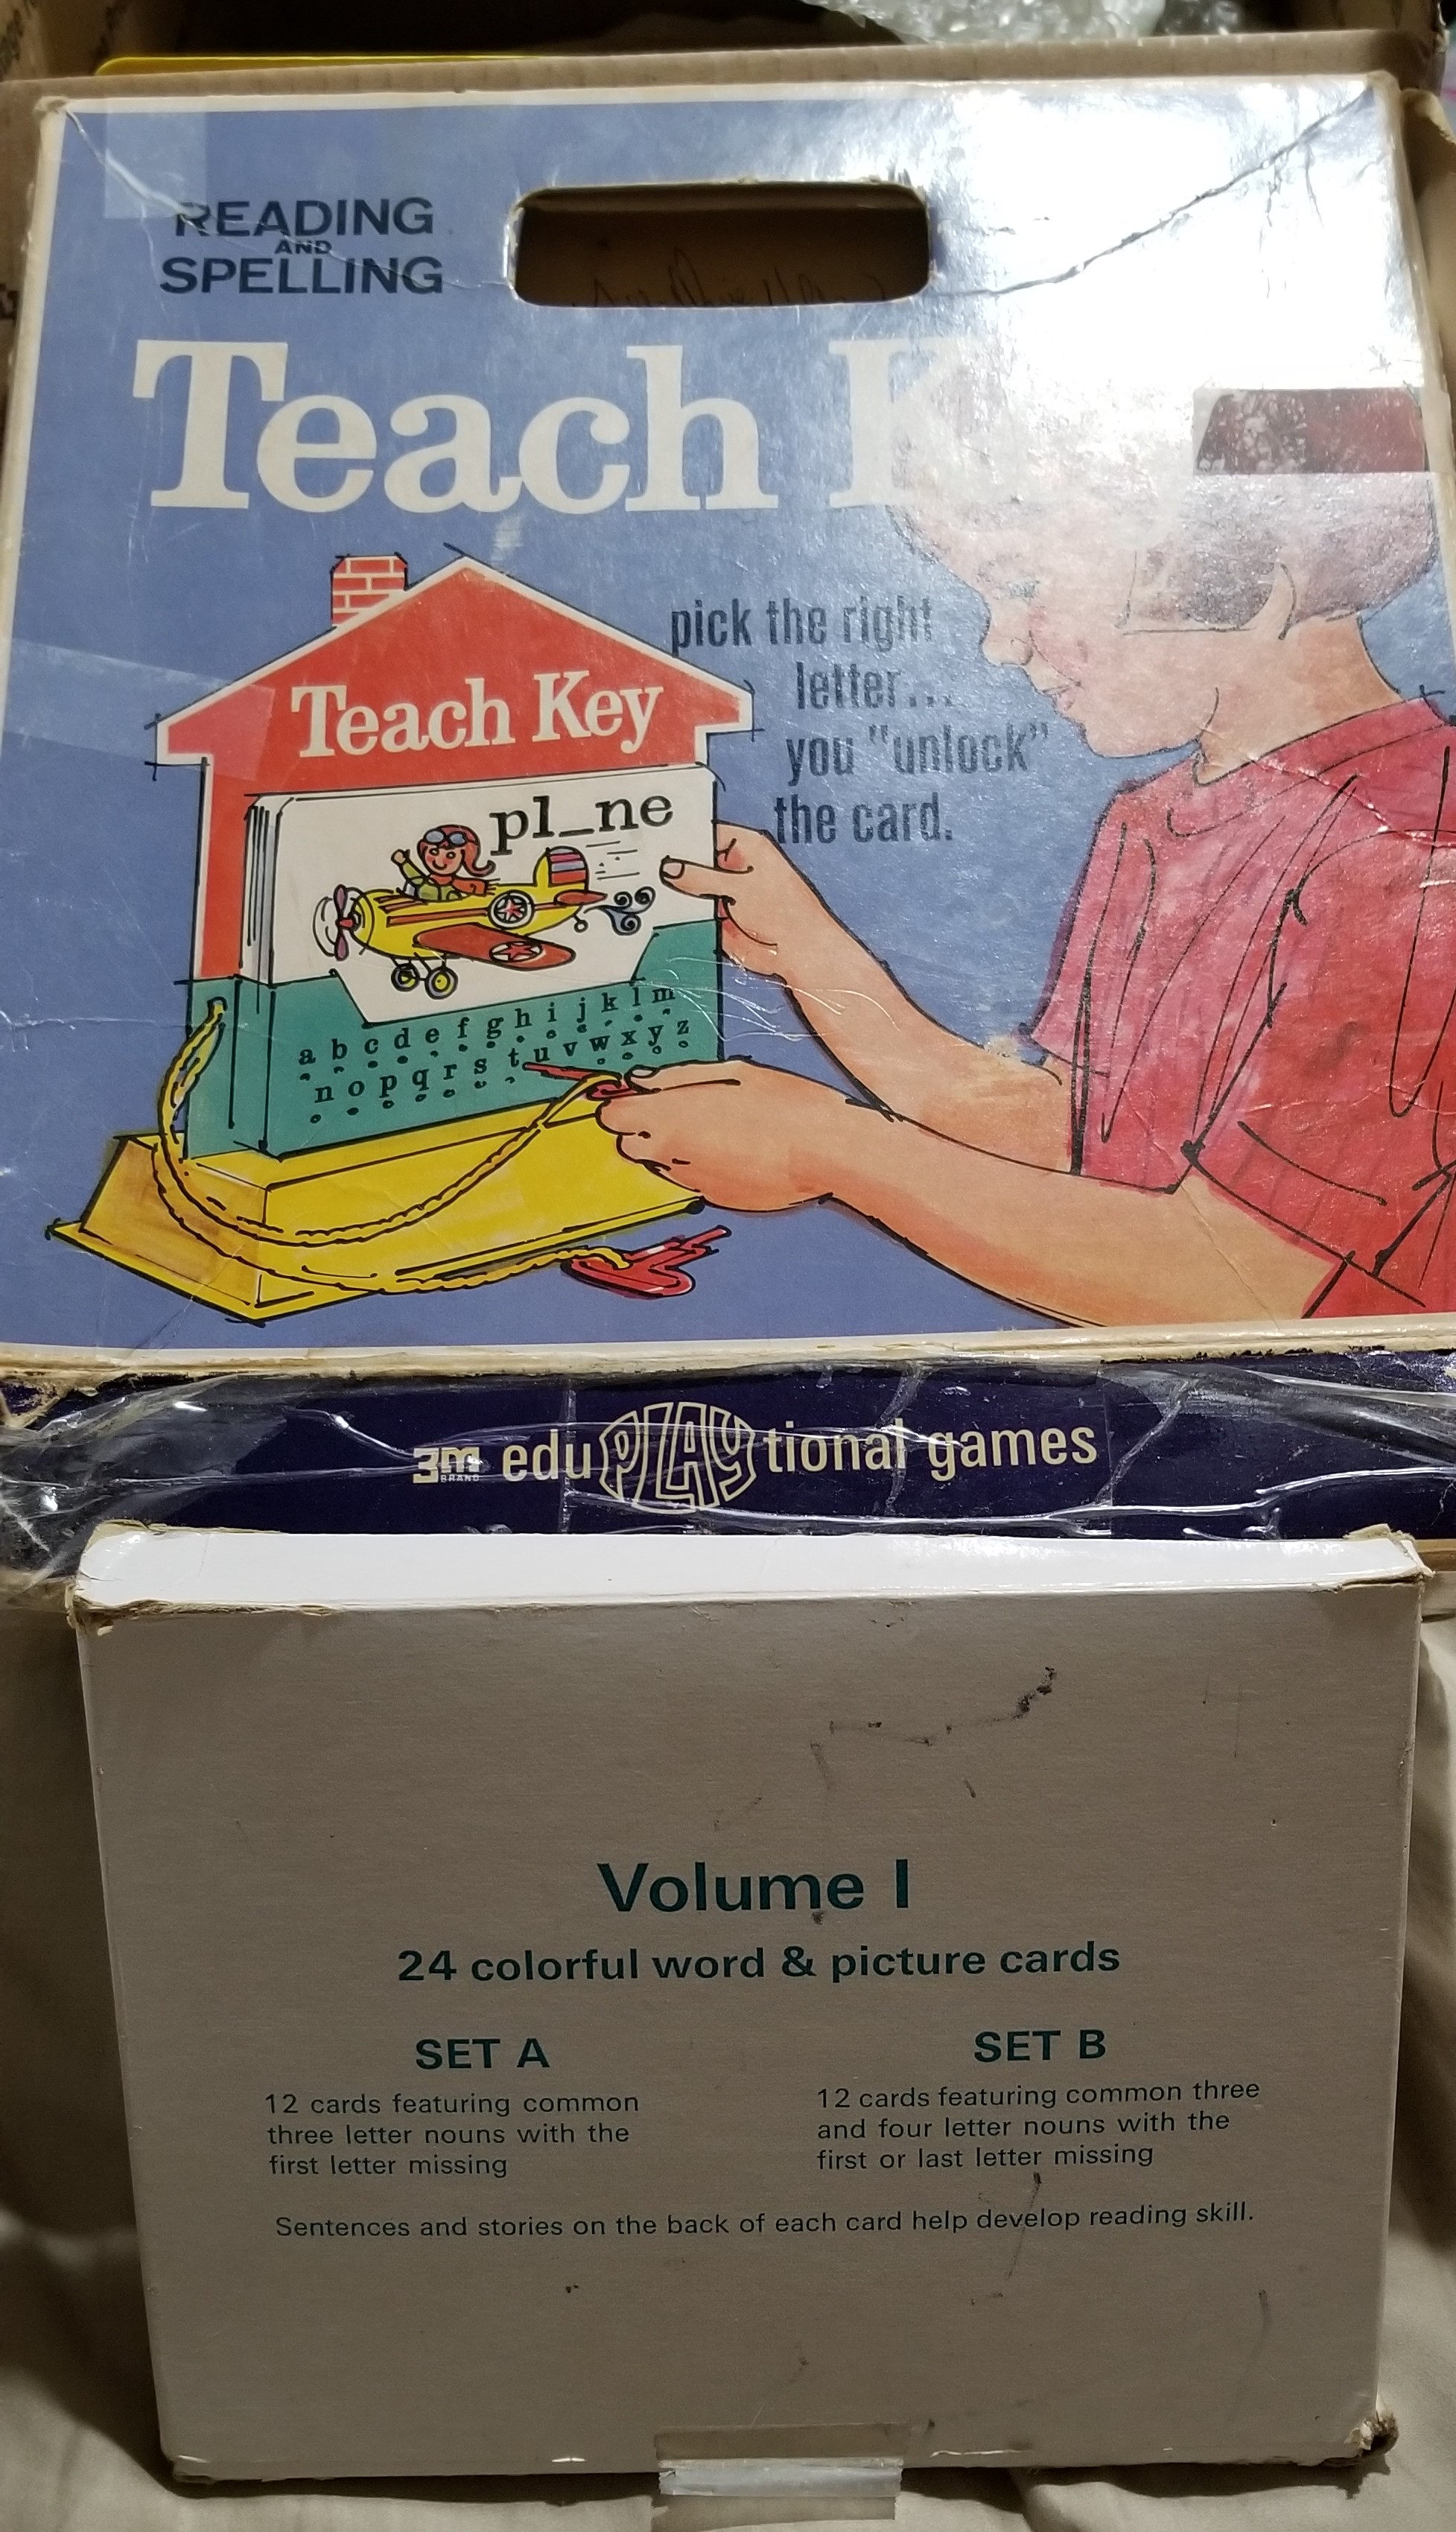 READING
AND
SPELLING
Teach K
pick the right
letter...
you "unlock"
the card.
Teach Key
pl_ne
a b c d e f g h i j k l m
n o p q r s t u v w x y z
3m BRAND eduPLAYtional games
Volume I
24 colorful word & picture cards
SET A
12 cards featuring common
three letter nouns with the
first letter missing
SET B
12 cards featuring common three
and four letter nouns with the
first or last letter missing
Sentences and stories on the back of each card help develop reading skill.